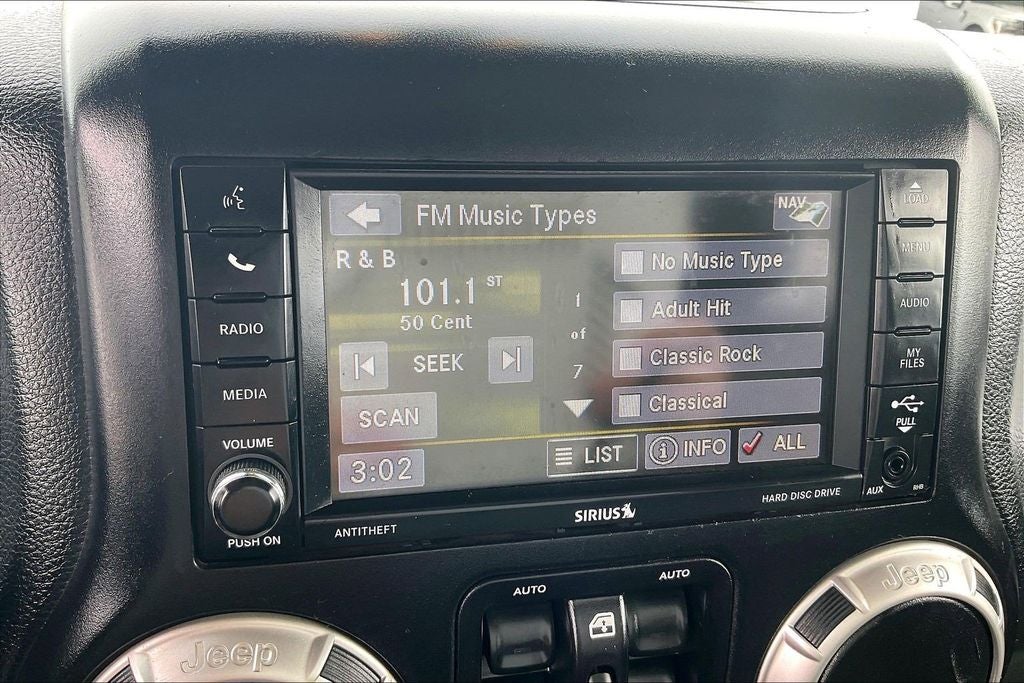 FM Music Types
NAV
R & B
101.1 ST
50 Cent
SEEK
SCAN
3:02
1
of
7
No Music Type
Adult Hit
Classic Rock
Classical
LIST
INFO
ALL
RADIO
MEDIA
VOLUME
PUSH ON
LOAD
MENU
AUDIO
MY
FILES
PULL
AUX
RHB
ANTITHEFT
SIRIUS
HARD DISC DRIVE
AUTO
AUTO
Jeep
Jeep